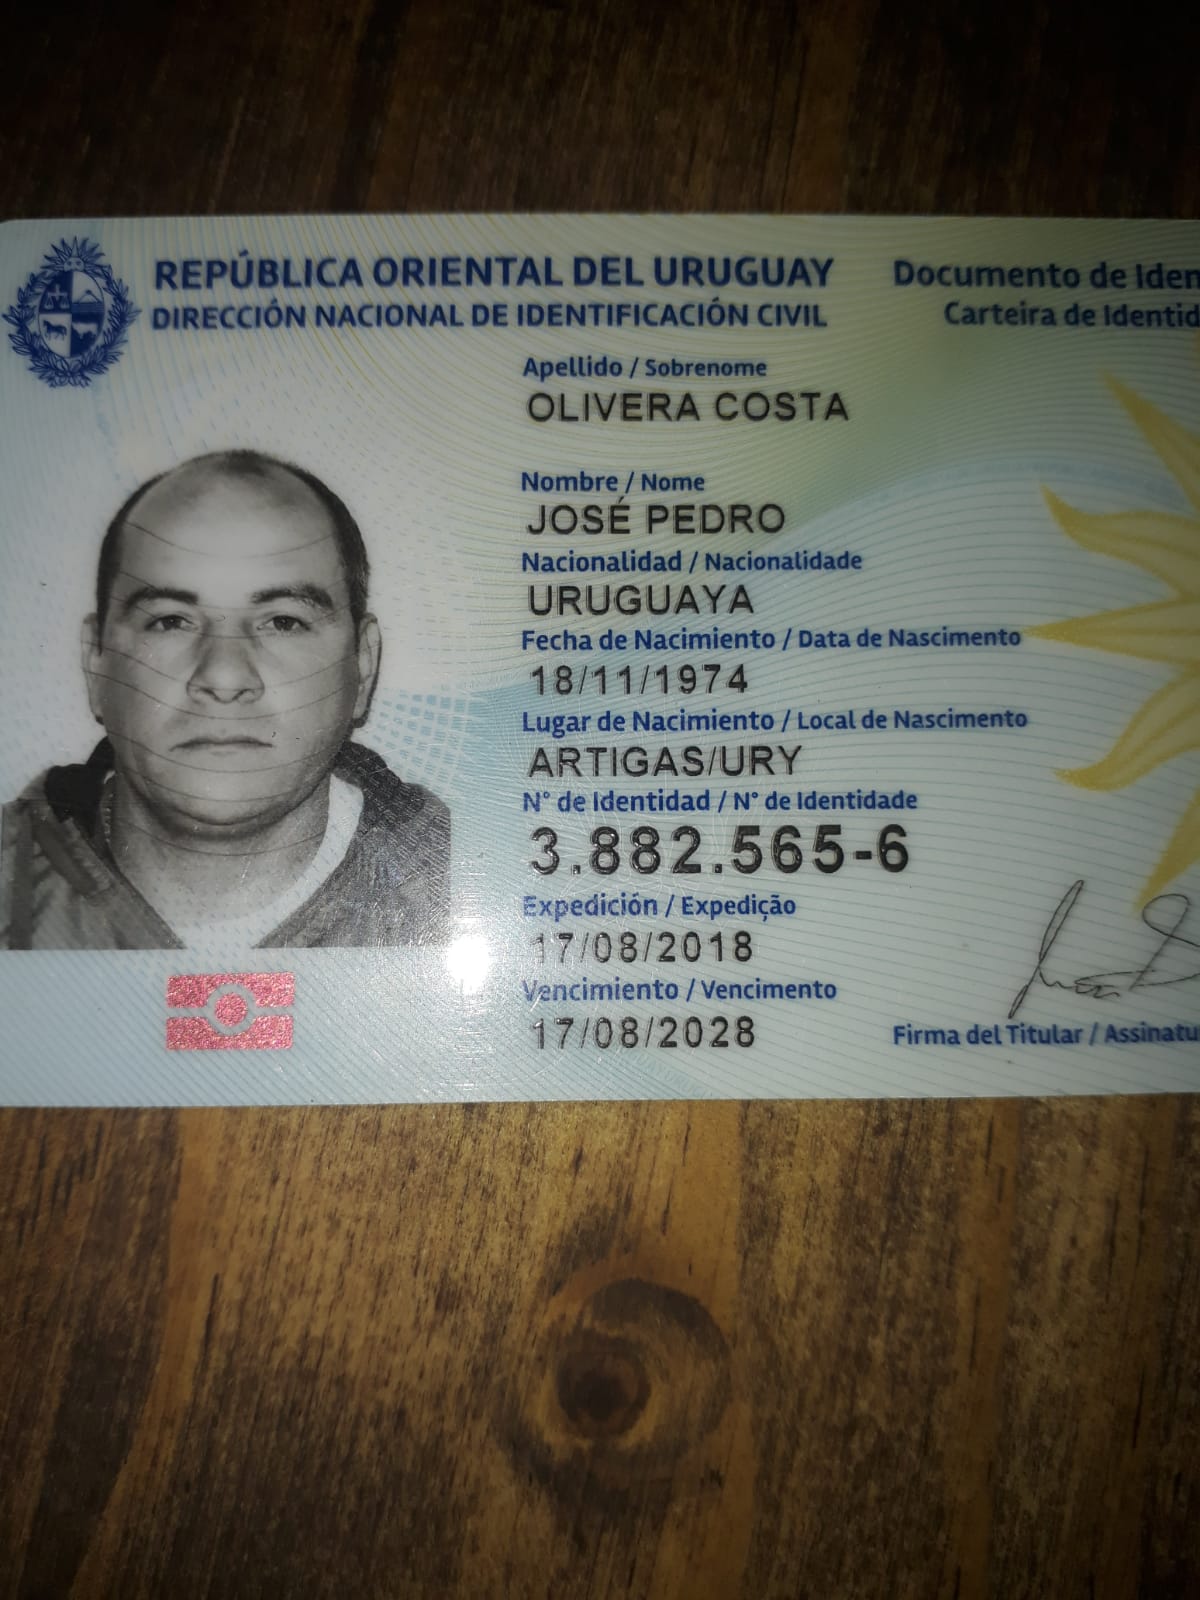 REPÚBLICA ORIENTAL DEL URUGUAY
DIRECCIÓN NACIONAL DE IDENTIFICACIÓN CIVIL
Documento de Iden
Carteira de Identid
Apellido / Sobrenome
OLIVERA COSTA
Nombre / Nome
JOSÉ PEDRO
Nacionalidad / Nacionalidade
URUGUAYA
Fecha de Nacimiento / Data de Nascimento
18/11/1974
Lugar de Nacimiento / Local de Nascimento
ARTIGAS/URY
N° de Identidad / N° de Identidade
3.882.565-6
Expedición / Expedição
17/08/2018
Vencimiento / Vencimento
17/08/2028
Firma del Titular / Assinatu